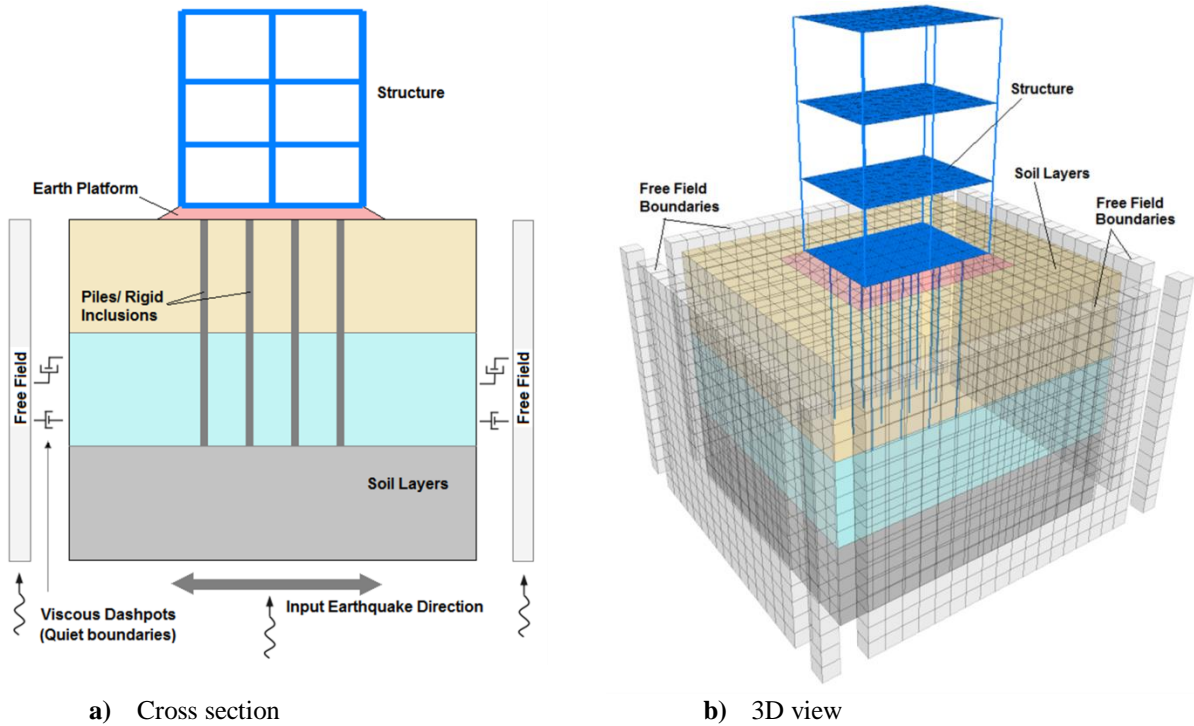 Structure
Earth Platform
Piles/ Rigid
Inclusions
Free Field
Free Field
Soil Layers
Input Earthquake Direction
Viscous Dashpots
(Quiet boundaries)
a) Cross section
Structure
Soil Layers
Free Field
Boundaries
Free Field
Boundaries
b) 3D view